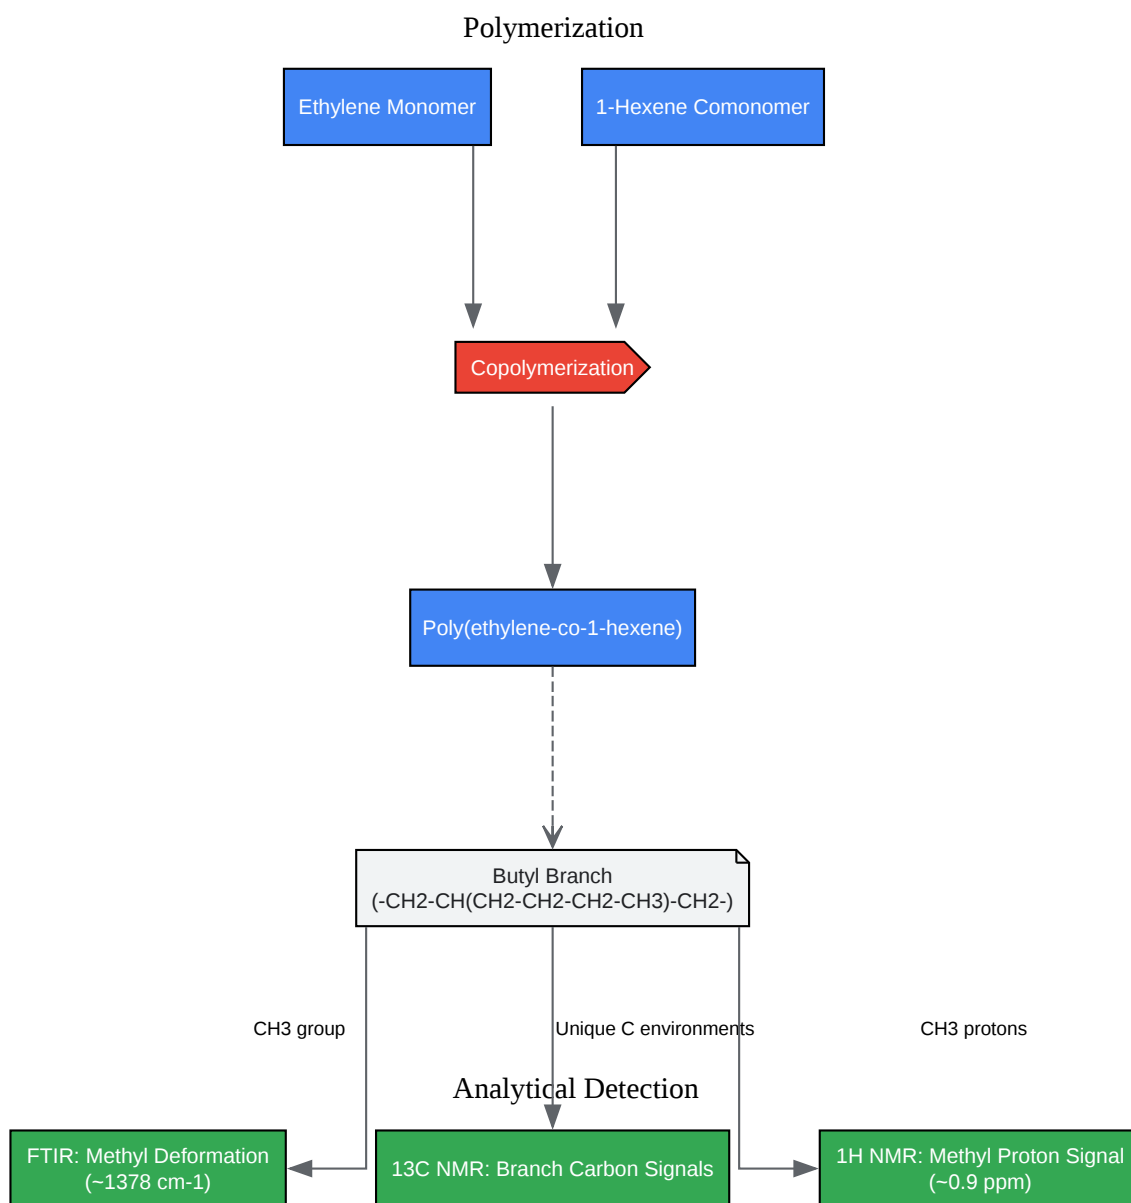 Polymerization
Ethylene Monomer
1-Hexene Comonomer
Copolymerization
Poly(ethylene-co-1-hexene)
Butyl Branch
(-CH2-CH(CH2-CH2-CH2-CH3)-CH2-)
CH3 group
Unique C environments
CH3 protons
Analytical Detection
FTIR: Methyl Deformation
(~1378 cm-1)
13C NMR: Branch Carbon Signals
1H NMR: Methyl Proton Signal
(~0.9 ppm)